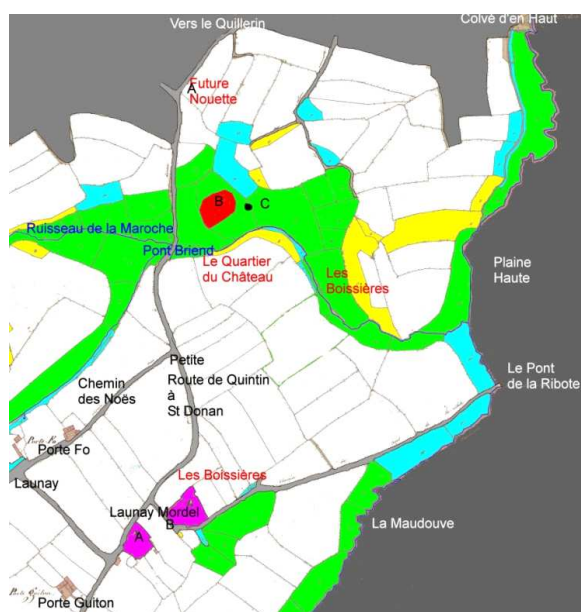 Vers le Quillerin
Colvé d'en Haut
Future
A
Nouette
B
C
Ruisseau de la Maroche
Pont Briend
Le Quartier
du Château
Les
Boissières
Plaine
Haute
Petite
Route de Quintin
à
St Donan
Chemin
des Noës
Le Pont
de la Ribote
Porte Fo
Porte Fo
Launay
Les Boissières
Launay Mordel
B
A
La Maudouve
Porte Guiton